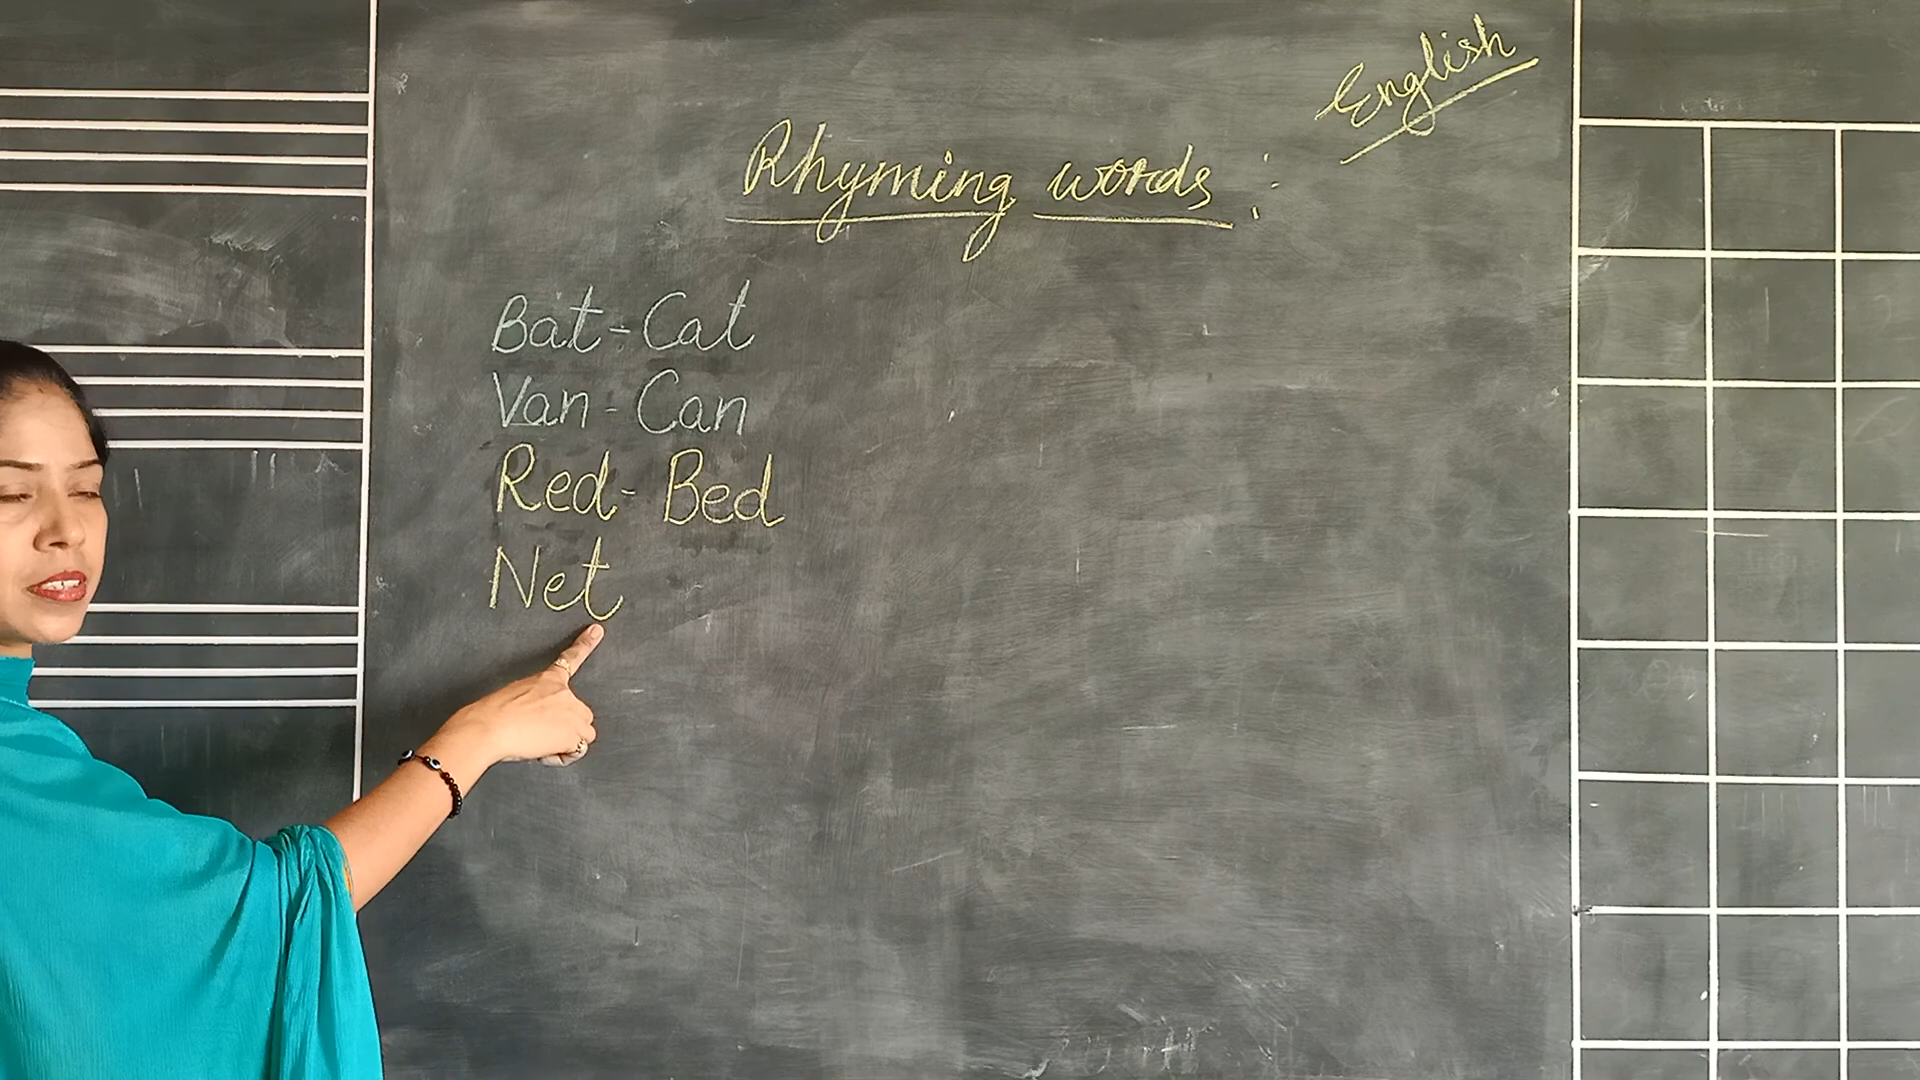 English
Rhyming words :
Bat - Cat
Van - Can
Red - Bed
Net